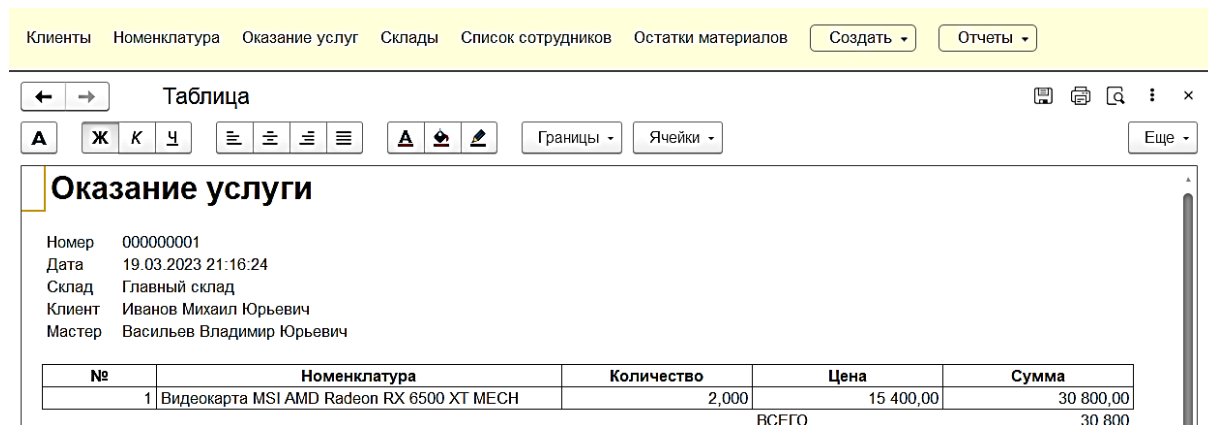 Клиенты Номенклатура Оказание услуг Склады Список сотрудников Остатки материалов Создать Отчеты
Таблица
А Ж К Ч А Границы Ячейки Еще
Оказание услуги
Номер 000000001
Дата 19.03.2023 21:16:24
Склад Главный склад
Клиент Иванов Михаил Юрьевич
Мастер Васильев Владимир Юрьевич
№ Номенклатура Количество Цена Сумма
1 Видеокарта MSI AMD Radeon RX 6500 XT MECH 2,000 15 400,00 30 800,00
ВСЕГО 30 800